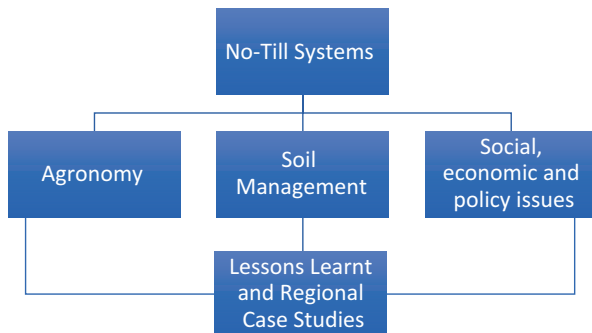 No-Till Systems
Agronomy
Soil
Management
Social,
economic and
policy issues
Lessons Learnt
and Regional
Case Studies